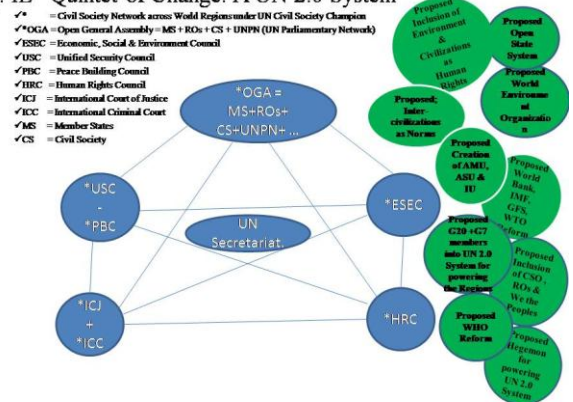 IE - Quintet of Change: A UN 2.0 System
✓* = Civil Society Network across World Regions under UN Civil Society Champion
✓*OGA = Open General Assembly = MS + ROs + CS + UNPN (UN Parliamentary Network)
✓ESEC = Economic, Social & Environment Council
✓USC = Unified Security Council
✓PBC = Peace Building Council
✓HRC = Human Rights Council
✓ICJ = International Court of Justice
✓ICC = International Criminal Court
✓MS = Member States
✓CS = Civil Society
*OGA =
MS+ROs+
CS+UNPN+ ...
*USC
-
*PBC
UN
Secretariat.
*ESEC
*ICJ
+
*ICC
*HRC
Proposed
Inclusion of
Environment
&
Civilizations
as
Human
Rights
Proposed
Open
State
System
Proposed
World
Environme
nt
Organizatio
n
Proposed;
Inter-
civilizations
as Norms
Proposed
Creation
of AMU,
ASU &
IU
Proposed
World
Bank,
IMF,
GFS,
WTO
Reform
Proposed
G20 +G7
members
into UN 2.0
System for
powering
the Regions
Proposed
Inclusion
of CSO,
ROs &
We the
Peoples
Proposed
WHO
Reform
Proposed
Hegemon
for
powering
UN 2.0
System